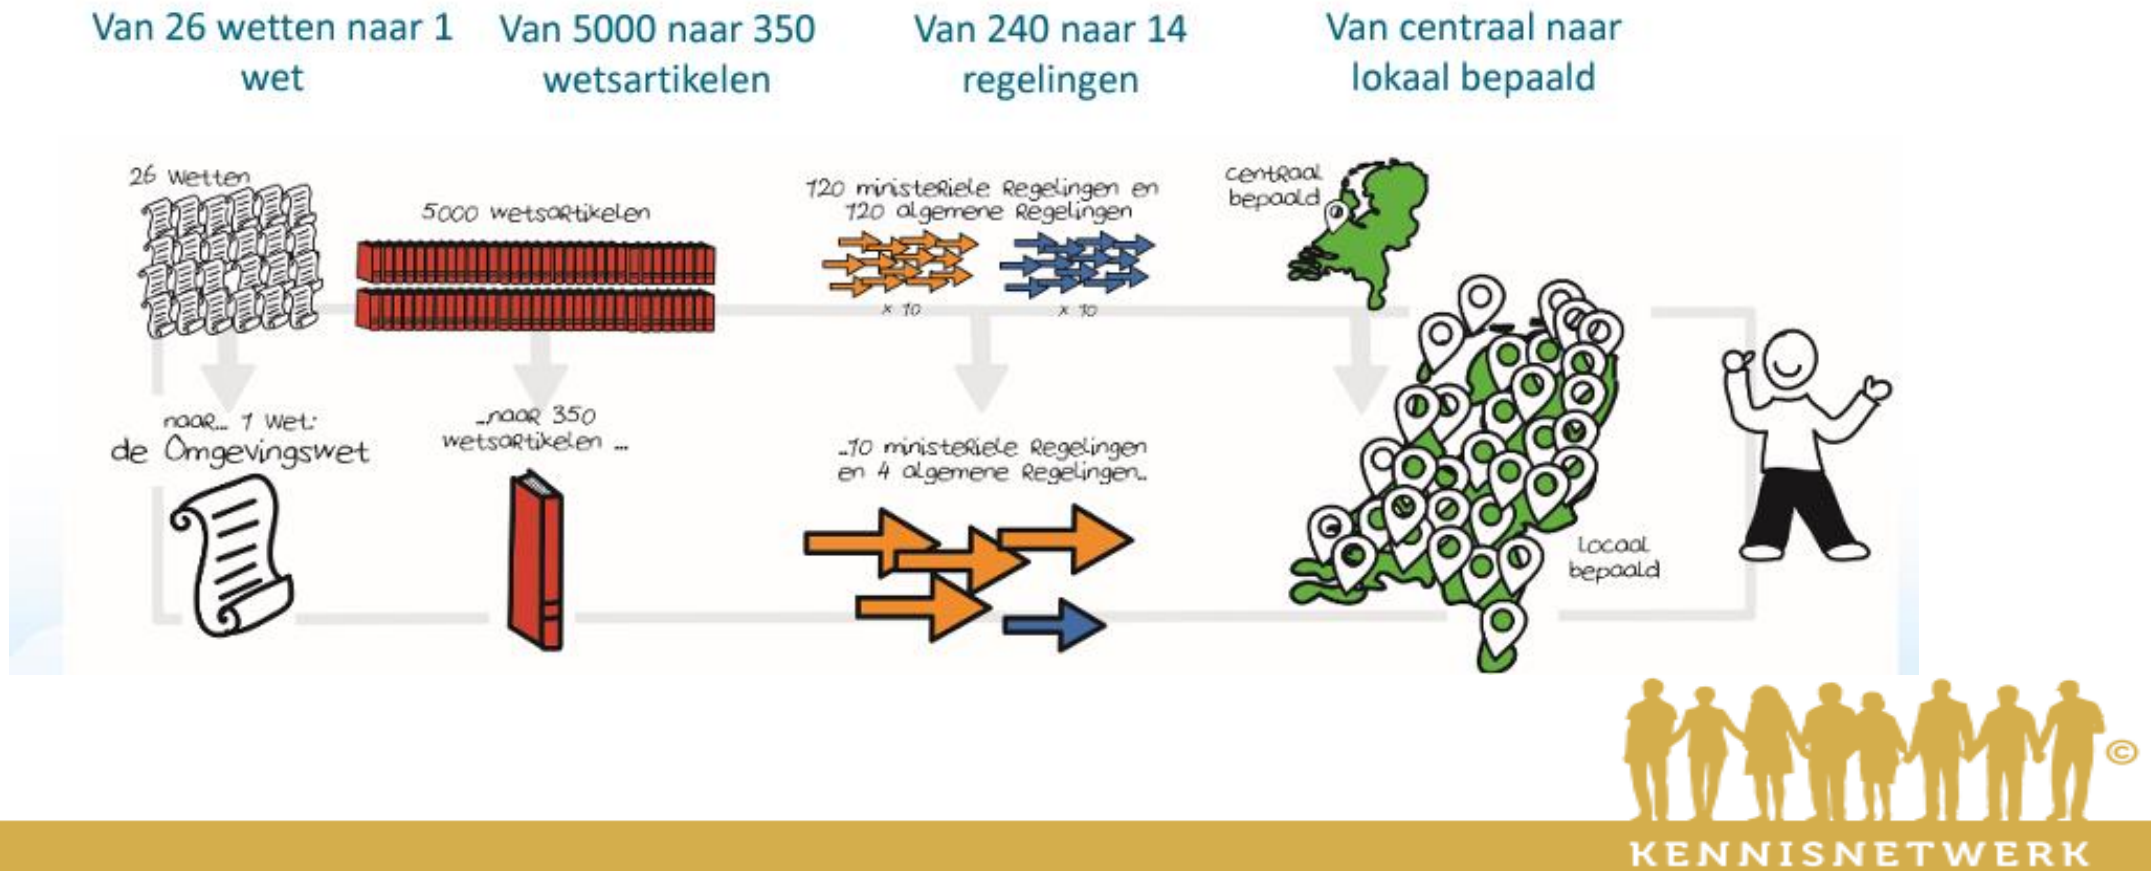 Van 26 wetten naar 1
wet
Van 5000 naar 350
wetsartikelen
Van 240 naar 14
regelingen
Van centraal naar
lokaal bepaald
26 wetten
5000 wetsartikelen
120 ministeriele Regelingen en
120 algemene Regelingen
x 10
x 10
centraal
bepaald
naar... 1 wet:
de Omgevingswet
...naar 350
wetsartikelen ...
..10 ministeriele Regelingen
en 4 algemene Regelingen..
Locaal
bepaald
©
KENNISNETWERK